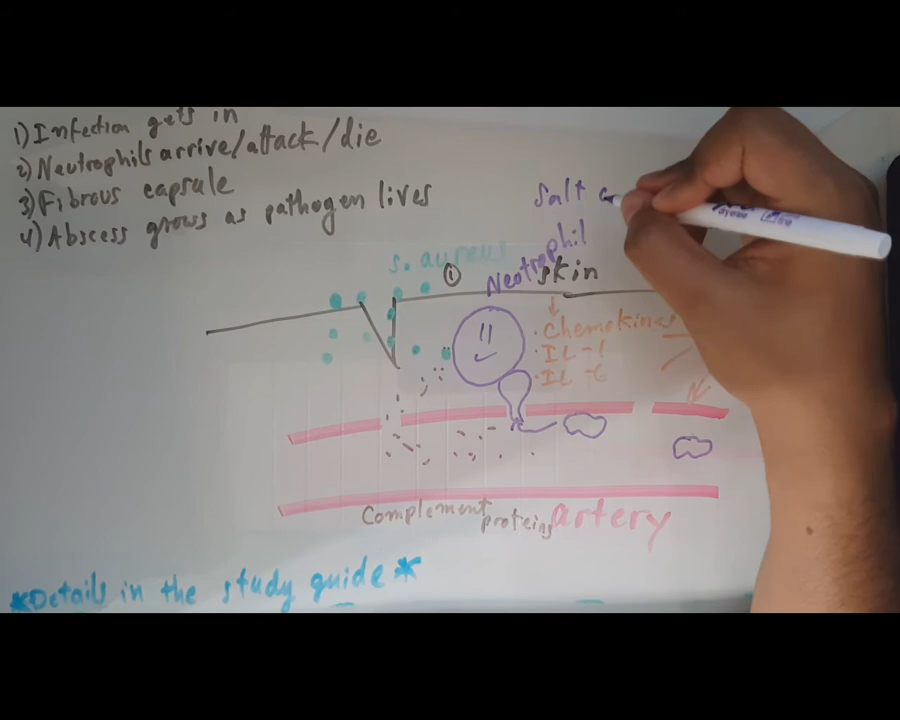 1) Infection gets in
2) Neutrophils arrive/attack/die
3) Fibrous capsule
4) Abscess grows as pathogen lives
Salt
s. aureus
①
Neotrophil
skin
· Chemokines
· IL-1
· IL-6
Complement proteins
artery
*Details in the study guide*